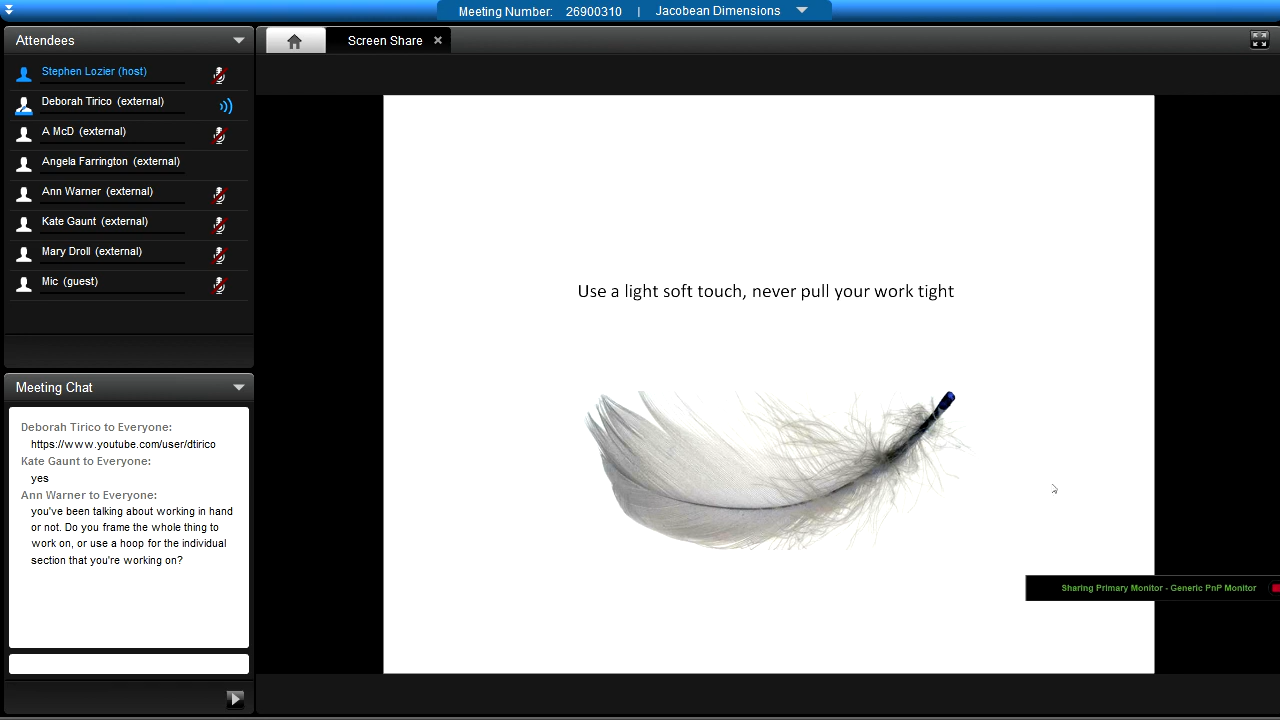 Meeting Number: 26900310 | Jacobean Dimensions
Attendees
Screen Share
Stephen Lozier (host)
Deborah Tirico (external)
A McD (external)
Angela Farrington (external)
Ann Warner (external)
Kate Gaunt (external)
Mary Droll (external)
Mic (guest)
Use a light soft touch, never pull your work tight
Meeting Chat
Deborah Tirico to Everyone:
https://www.youtube.com/user/dtirico
Kate Gaunt to Everyone:
yes
Ann Warner to Everyone:
you've been talking about working in hand
or not. Do you frame the whole thing to
work on, or use a hoop for the individual
section that you're working on?
Sharing Primary Monitor - Generic PnP Monitor